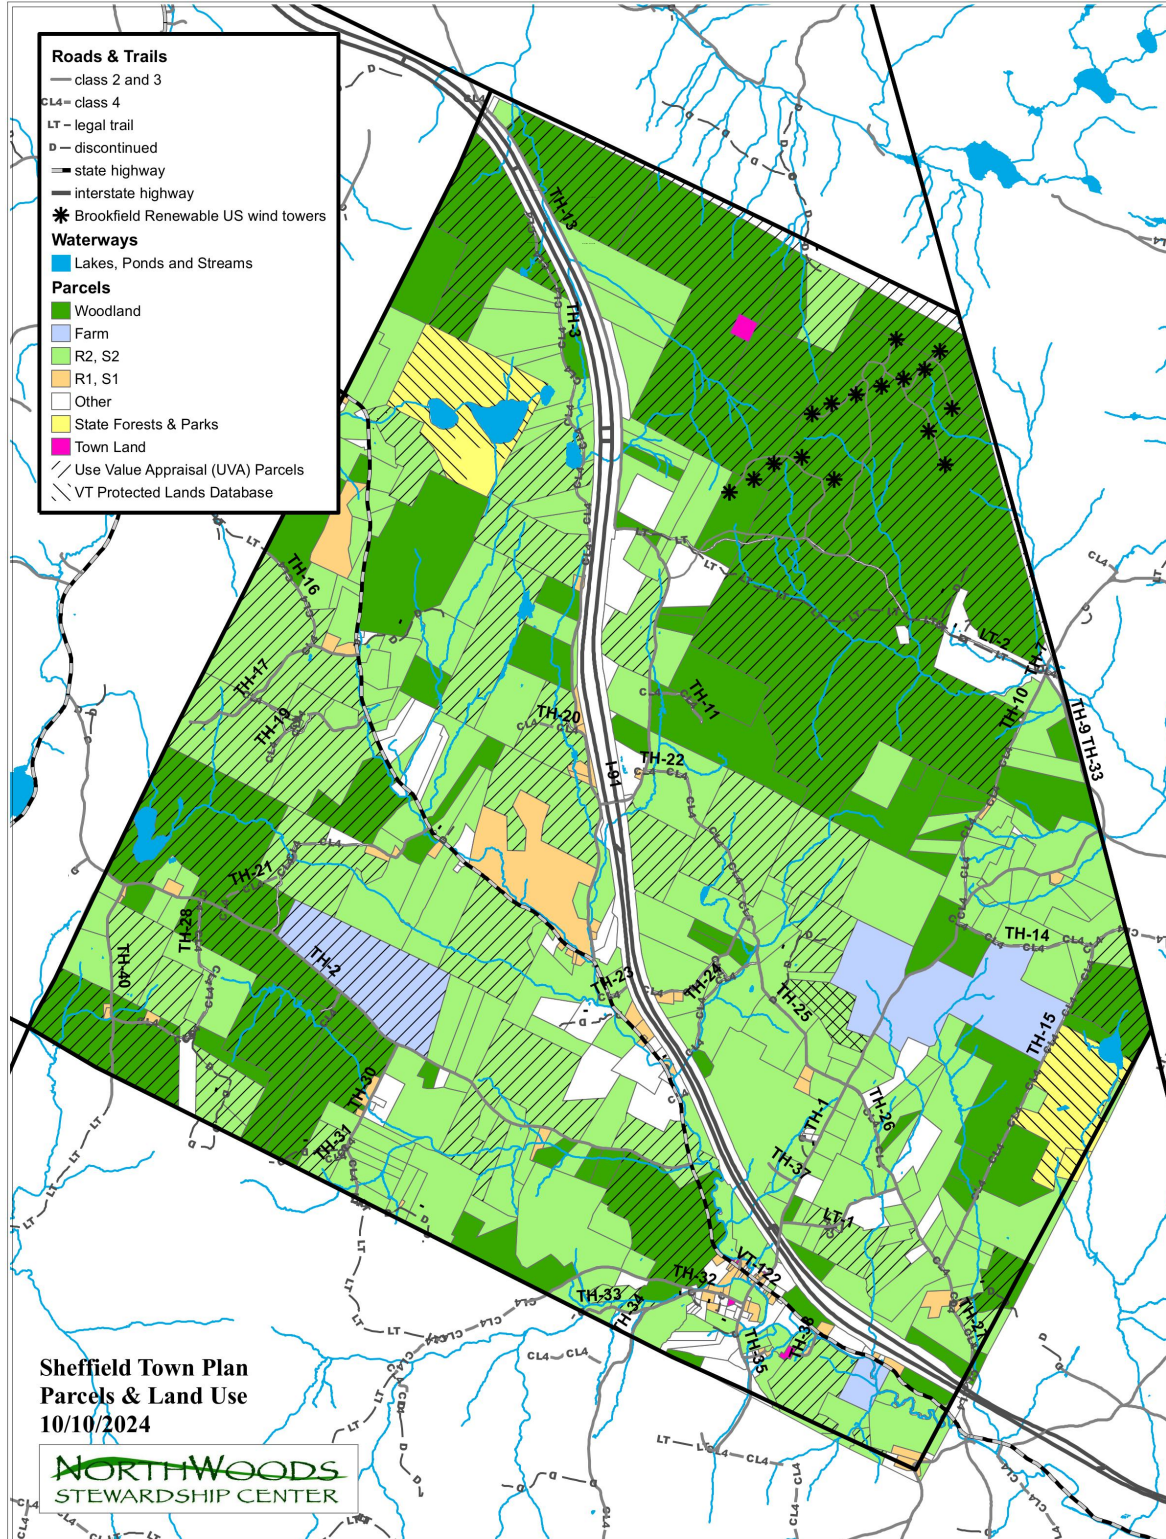 Roads & Trails
class 2 and 3
CL4 class 4
LT legal trail
D discontinued
state highway
interstate highway
Brookfield Renewable US wind towers
Waterways
Lakes, Ponds and Streams
Parcels
Woodland
Farm
R2, S2
R1, S1
Other
State Forests & Parks
Town Land
Use Value Appraisal (UVA) Parcels
VT Protected Lands Database
TH-13
TH-3
TH-16
TH-17
TH-19
TH-20
TH-11
LT-2
TH-7
TH-10
TH-9
TH-33
I-91
TH-22
TH-21
TH-28
TH-2
TH-40
TH-23
TH-24
TH-25
TH-14
TH-15
TH-30
TH-31
TH-1
TH-26
TH-37
LT-1
VT-122
TH-32
TH-33
TH-34
TH-35
TH-38
TH-27
Sheffield Town Plan
Parcels & Land Use
10/10/2024
NORTHWOODS
STEWARDSHIP CENTER